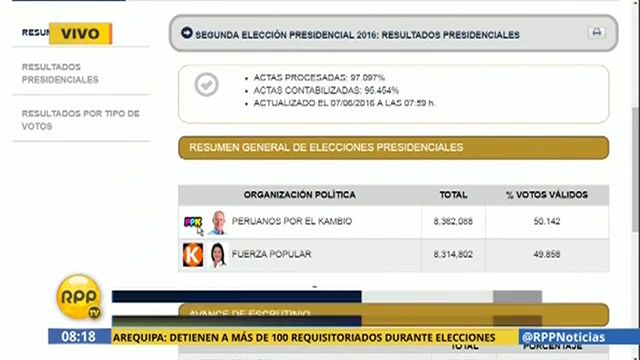 VIVO
SEGUNDA ELECCIÓN PRESIDENCIAL 2016: RESULTADOS PRESIDENCIALES
RESULTADOS
PRESIDENCIALES
RESULTADOS POR TIPO DE
VOTOS
ACTAS PROCESADAS: 97.097%
ACTAS CONTABILIZADAS: 95.454%
ACTUALIZADO EL 07/06/2016 A LAS 07:59 h.
RESUMEN GENERAL DE ELECCIONES PRESIDENCIALES
ORGANIZACIÓN POLÍTICA TOTAL % VOTOS VÁLIDOS
PPK PERUANOS POR EL KAMBIO 8,362,088 50.142
K FUERZA POPULAR 8,314,802 49.858
RPP TV
AVANCE DE ESCRUTINIO
08:18 AREQUIPA: DETIENEN A MÁS DE 100 REQUISITORIADOS DURANTE ELECCIONES @RPPNoticias
TOTAL PORCENTAJE